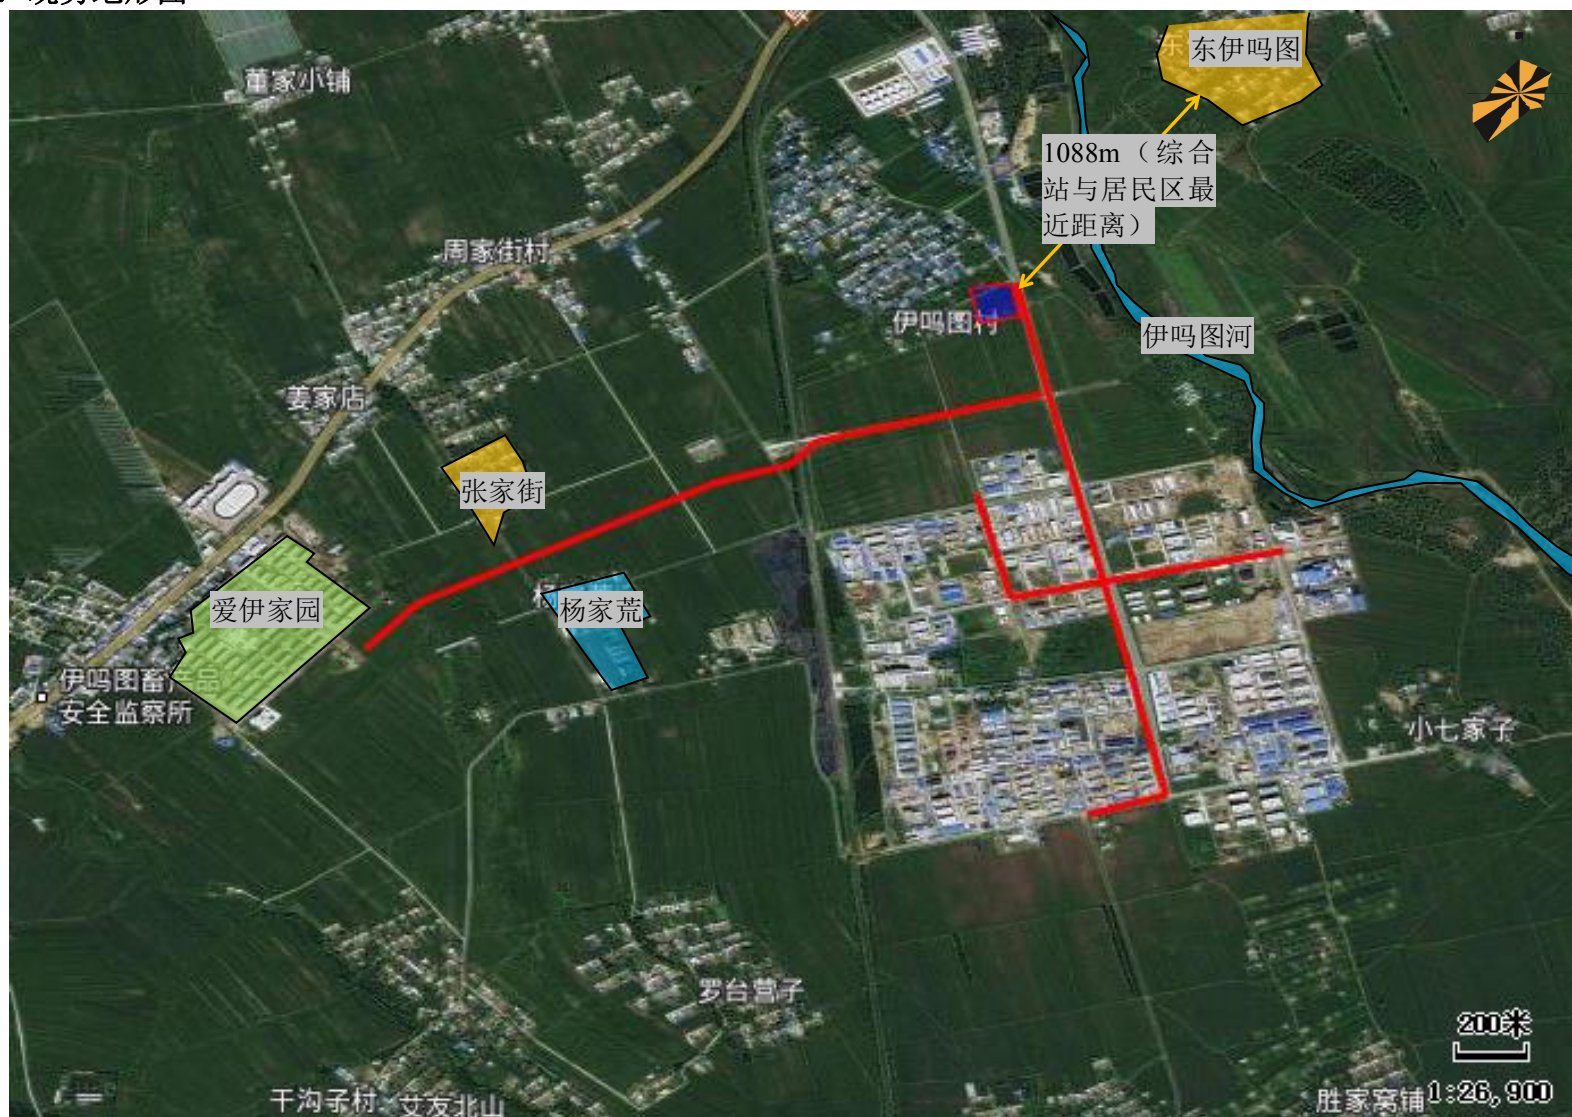 董家小铺
东伊吗图
1088m（综合
站与居民区最
近距离）
周家街村
伊吗图村
伊吗图河
姜家店
张家街
爱伊家园
杨家荒
伊吗图畜产品
安全监察所
小七家子
罗台营子
200米
干沟子村
艾友北山
胜家窝铺
1:26,900